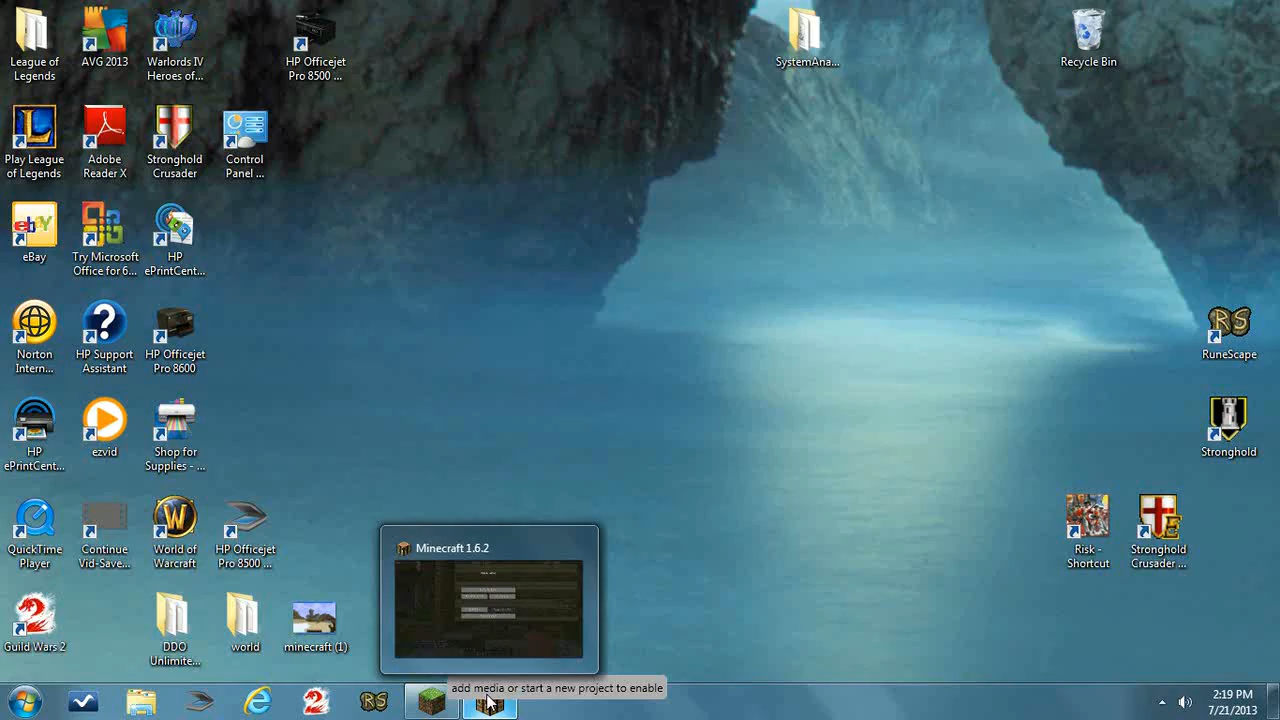 League of
Legends
AVG 2013
Warlords IV
Heroes of...
HP Officejet
Pro 8500 ...
SystemAna...
Recycle Bin
Play League
of Legends
Adobe
Reader X
Stronghold
Crusader
Control
Panel ...
eBay
Try Microsoft
Office for 6...
HP
ePrintCent...
Norton
Intern...
HP Support
Assistant
HP Officejet
Pro 8600
RS
RuneScape
HP
ePrintCent...
ezvid
Shop for
Supplies - ...
Stronghold
QuickTime
Player
Continue
Vid-Save...
World of
Warcraft
HP Officejet
Pro 8500 ...
Risk -
Shortcut
Stronghold
Crusader ...
Minecraft 1.6.2
Guild Wars 2
DDO
Unlimite...
world
minecraft (1)
add media or start a new project to enable
RS
2:19 PM
7/21/2013